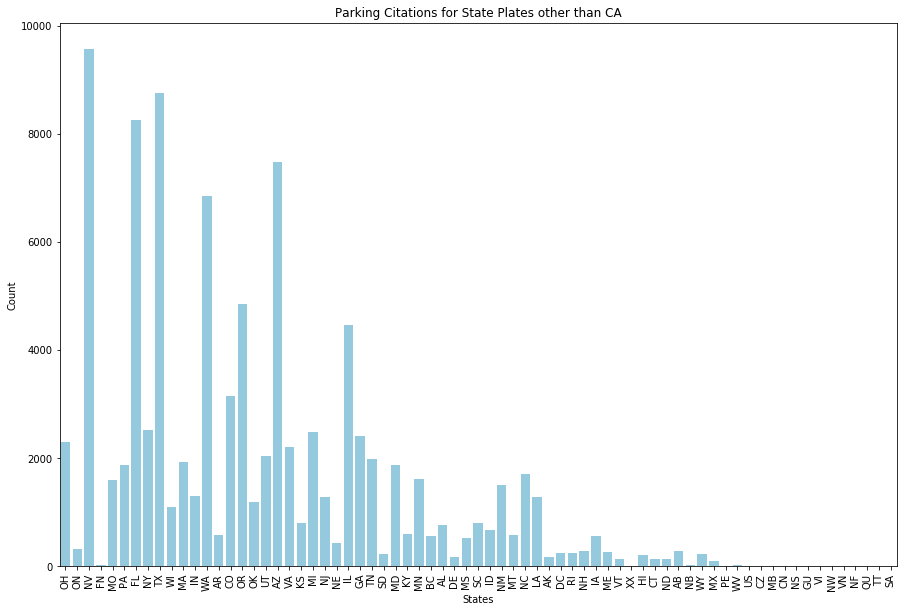 Parking Citations for State Plates other than CA
10000
8000
6000
4000
2000
0
Count
OH ON NV FN MO PA FL NY TX WI MA IN WA AR CO OR OK UT AZ VA KS MI NJ NE IL GA TN SD MD KY MN BC AL DE MS SC ID NM MT NC LA AK DC RI NH IA ME VT XX HI CT ND AB NB WY MX PE WV US CZ MB CN NS GU VI NW VN NF QU TT SA
States